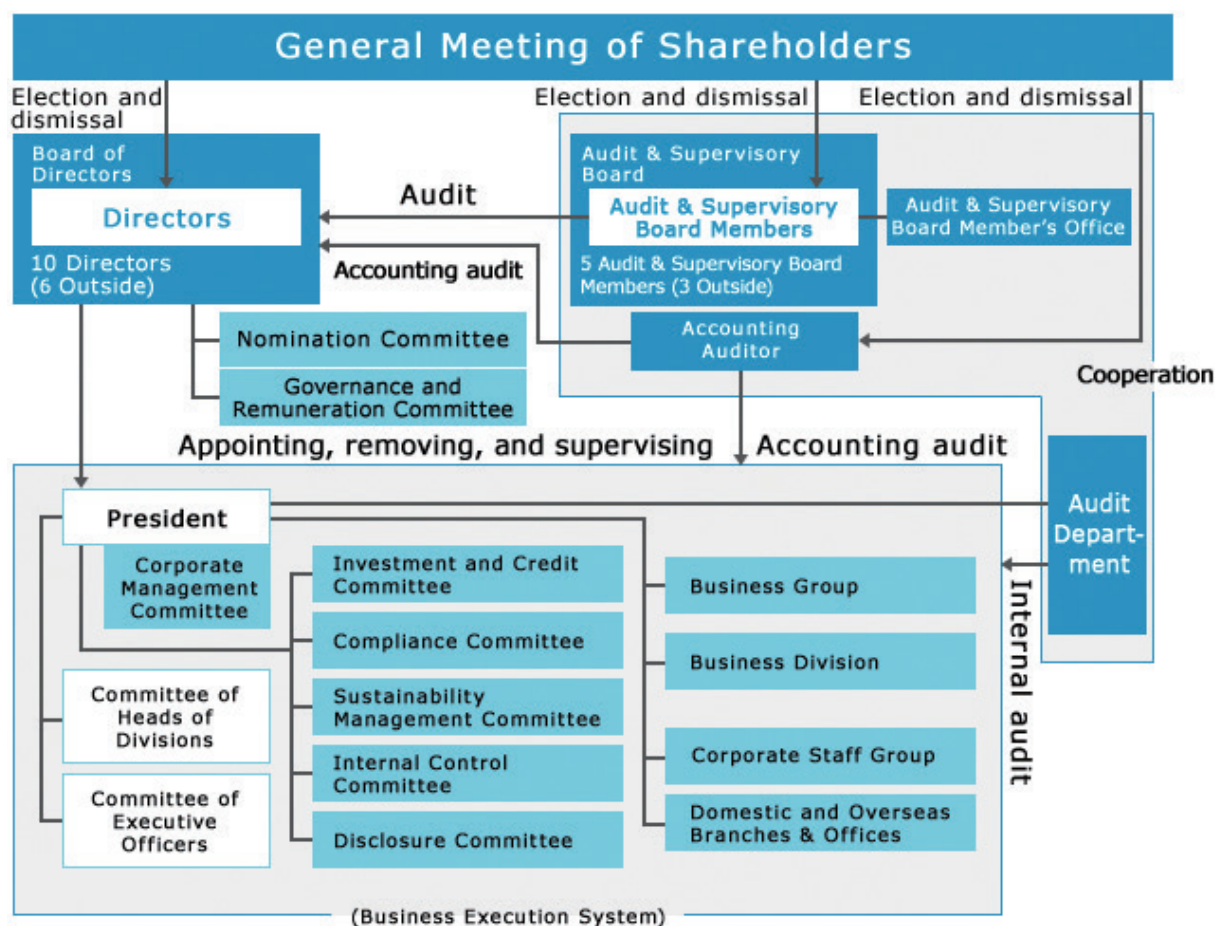 General Meeting of Shareholders
Election and
dismissal
Election and dismissal
Election and dismissal
Board of
Directors
Directors
10 Directors
(6 Outside)
Audit
Accounting audit
Audit & Supervisory
Board
Audit & Supervisory
Board Members
5 Audit & Supervisory Board
Members (3 Outside)
Audit & Supervisory
Board Member's Office
Accounting
Auditor
Nomination Committee
Governance and
Remuneration Committee
Cooperation
Appointing, removing, and supervising
Accounting audit
President
Corporate
Management
Committee
Committee of
Heads of
Divisions
Committee of
Executive
Officers
Investment and Credit
Committee
Compliance Committee
Sustainability
Management Committee
Internal Control
Committee
Disclosure Committee
Business Group
Business Division
Corporate Staff Group
Domestic and Overseas
Branches & Offices
Audit
Depart-
ment
Internal audit
(Business Execution System)